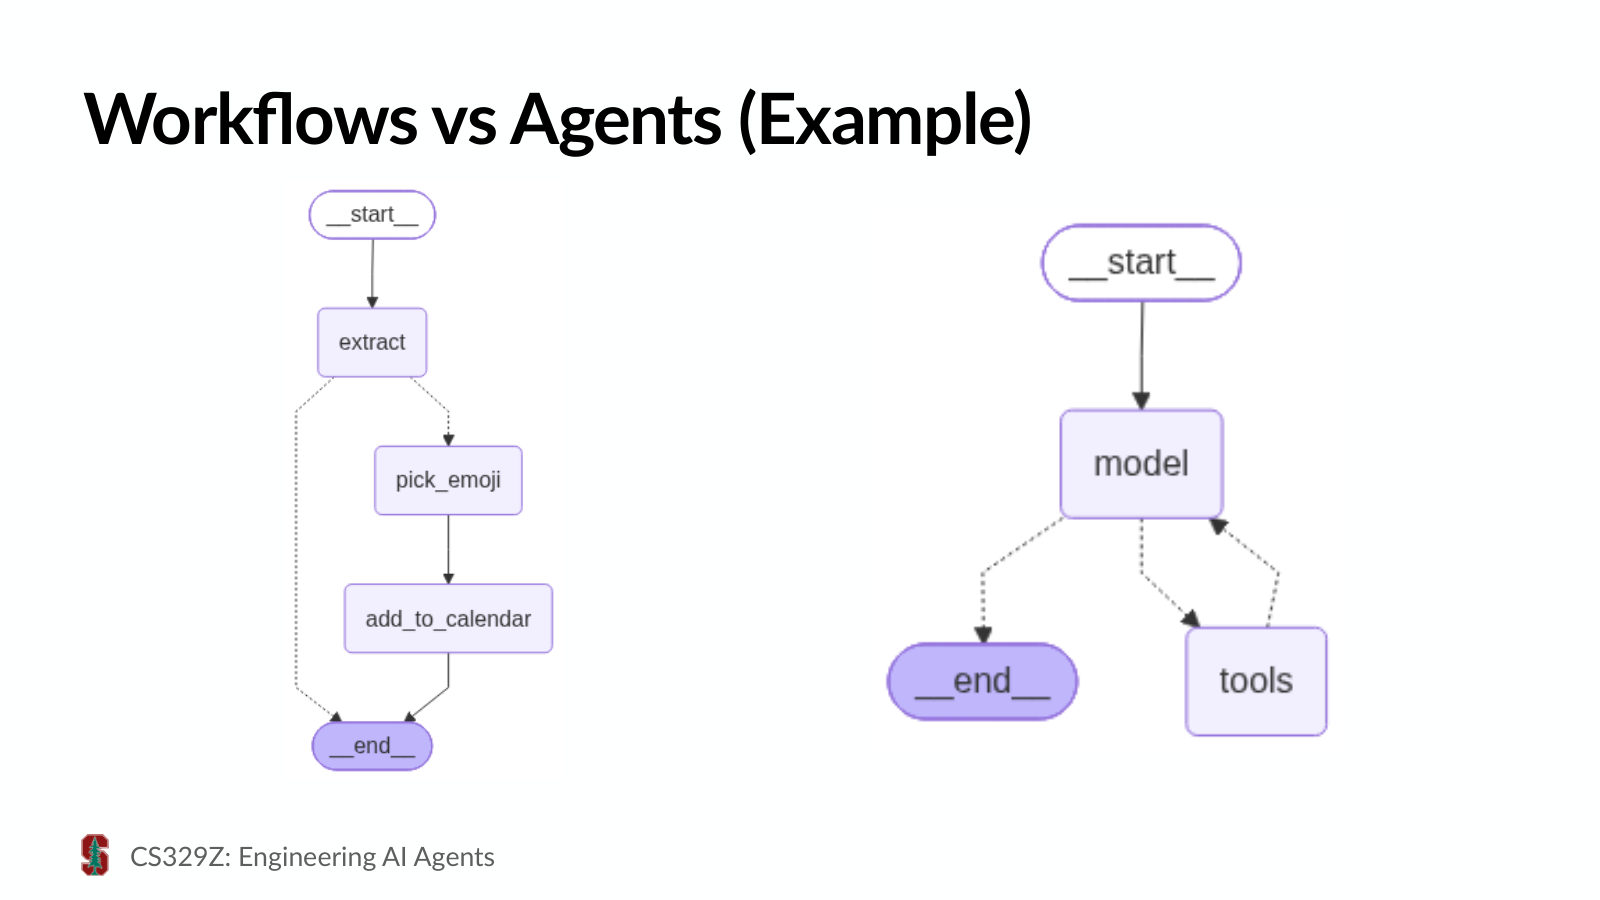 Workflows vs Agents (Example)
__start__
extract
pick_emoji
add_to_calendar
__end__
__start__
model
__end__
tools
CS329Z: Engineering AI Agents